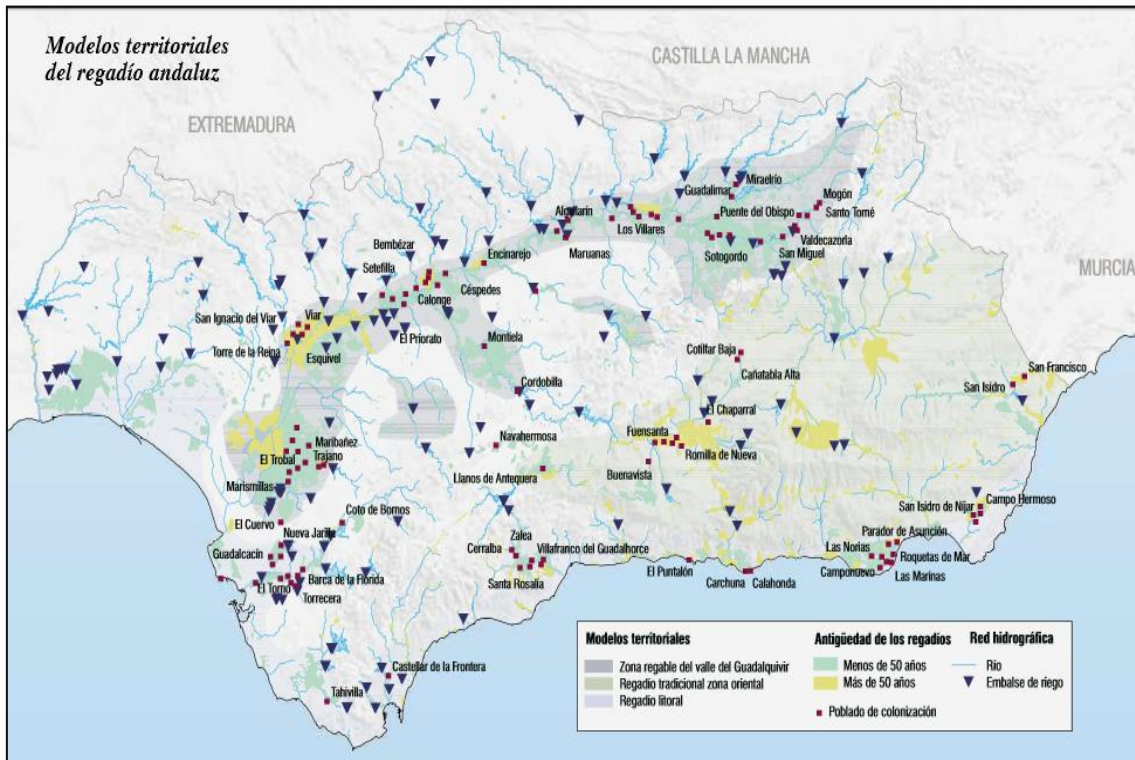 Modelos territoriales
del regadío andaluz
CASTILLA LA MANCHA
EXTREMADURA
MURCIA
Guadalimar
Miraelrío
Mogón
Santo Tomé
Puente del Obispo
Los Villares
Maruanas
Sotogordo
San Miguel
Valdecazorla
Bembézar
Encinarejo
Setefilla
Céspedes
Calonge
San Ignacio del Viar
Viar
El Priorato
Montiela
Torre de la Reina
Esquivel
Cotilfar Baja
Cañatabla Alta
San Francisco
San Isidro
Cordobilla
El Chaparral
Fuensanta
Navahermosa
Romilla de Nueva
Maribañez
El Trobal
Trajano
Buenavista
Llanos de Antequera
Marismillas
San Isidro de Nijar
Campo Hermoso
El Cuervo
Coto de Bornos
Nueva Jarilla
Parador de Asunción
Zalea
Guadalcacín
Cerralba
Villafranco del Guadalhorce
Las Norias
Roquetas de Mar
El Puntalón
Camponuevo
Las Marinas
Barca de la Florida
Santa Rosalía
Carchuna
Calahonda
El Torno
Torrecera
Castellar de la Frontera
Tahivilla
Modelos territoriales
Zona regable del valle del Guadalquivir
Regadío tradicional zona oriental
Regadío litoral
Antigüedad de los regadíos
Menos de 50 años
Más de 50 años
Poblado de colonización
Red hidrográfica
Río
Embalse de riego